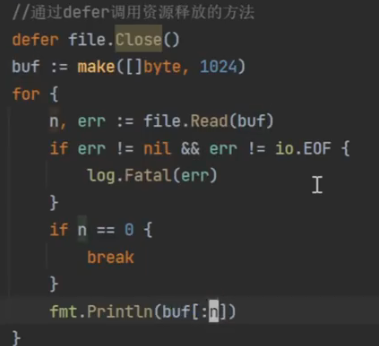 //通过defer调用资源释放的方法
defer file.Close()
buf := make([]byte, 1024)
for {
    n, err := file.Read(buf)
    if err != nil && err != io.EOF {
        log.Fatal(err)
    }
    if n == 0 {
        break
    }
    fmt.Println(buf[:n])
}